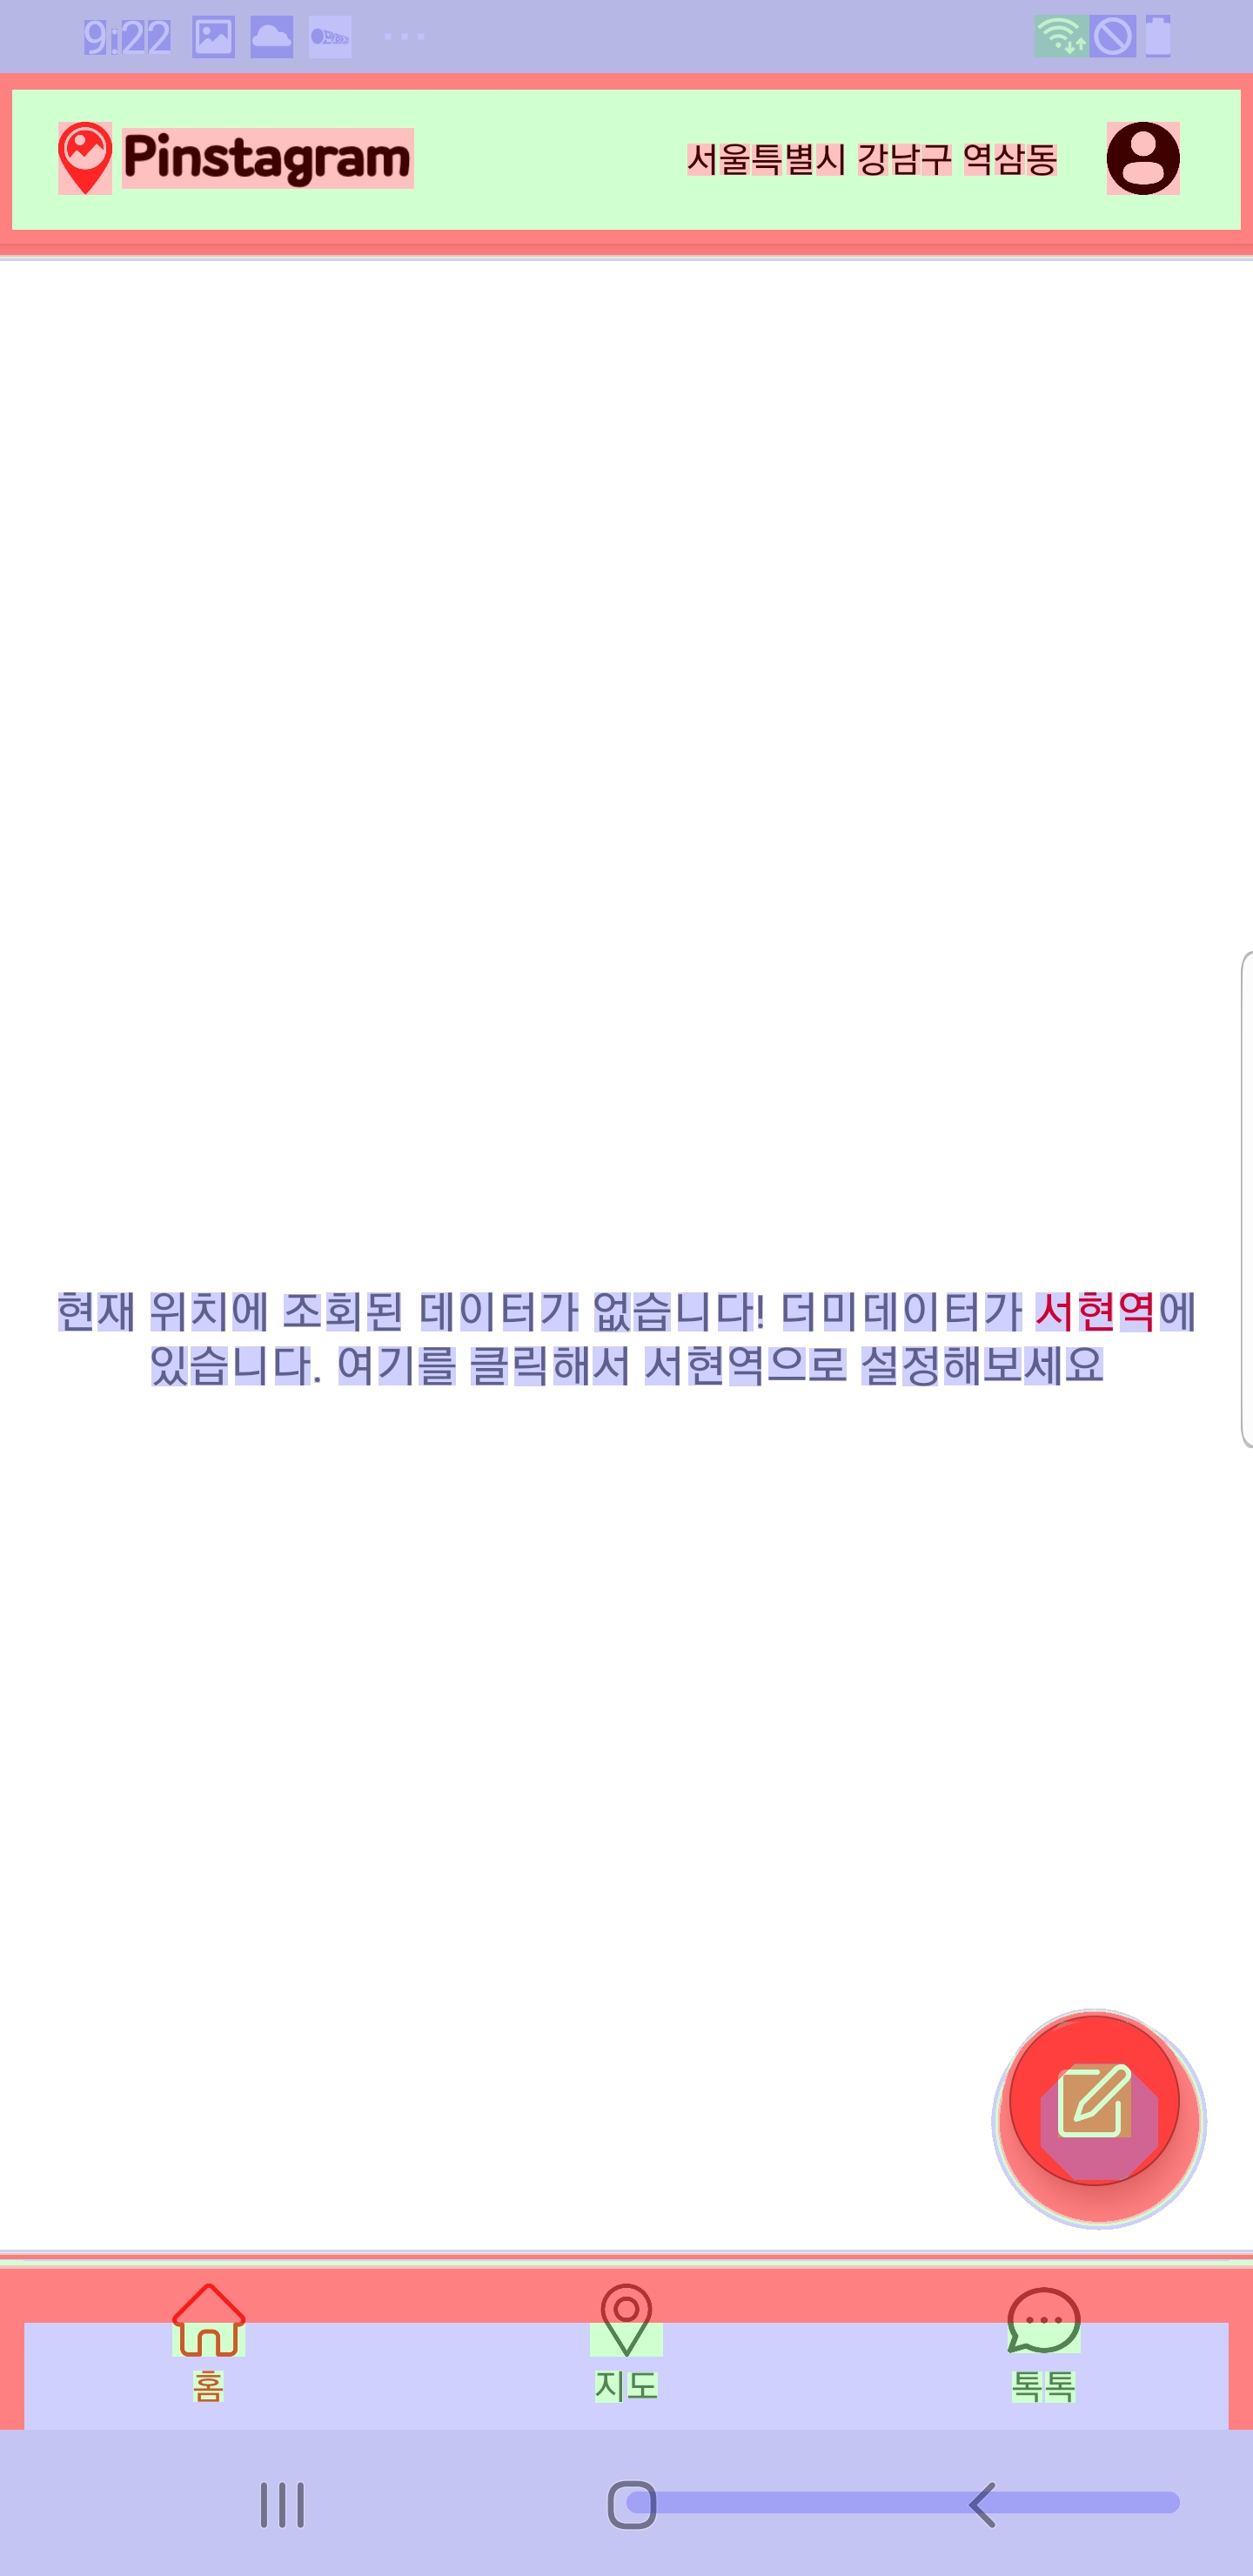 9:22
Pinstagram
서울특별시 강남구 역삼동
현재 위치에 조회된 데이터가 없습니다! 더미데이터가 서현역에
있습니다. 여기를 클릭해서 서현역으로 설정해보세요
홈
지도
톡톡